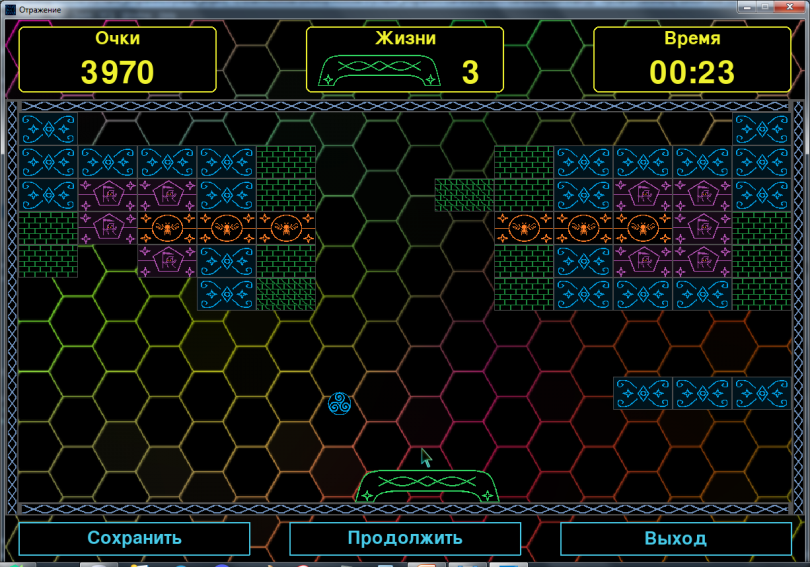 Отражение
Очки
Жизни
Время
3970
3
00:23
Сохранить
Продолжить
Выход